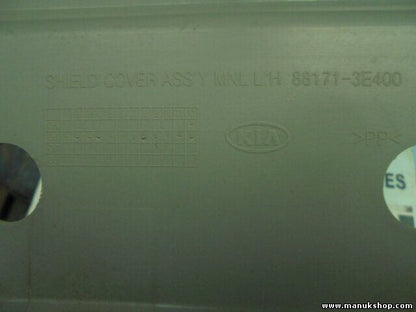 SHIELD COVER ASS'Y MNL L.H 88171-3E400
KIA
>PP<
ES
www.manukshop.com